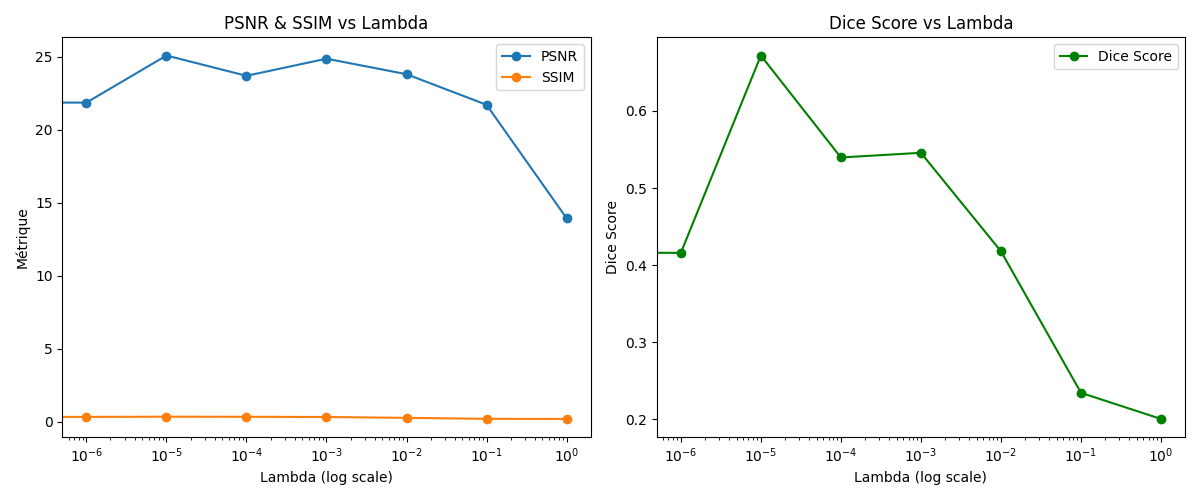 PSNR & SSIM vs Lambda
PSNR
SSIM
Métrique
25
20
15
10
5
0
10⁻⁶ 10⁻⁵ 10⁻⁴ 10⁻³ 10⁻² 10⁻¹ 10⁰
Lambda (log scale)
Dice Score vs Lambda
Dice Score
Dice Score
0.6
0.5
0.4
0.3
0.2
10⁻⁶ 10⁻⁵ 10⁻⁴ 10⁻³ 10⁻² 10⁻¹ 10⁰
Lambda (log scale)